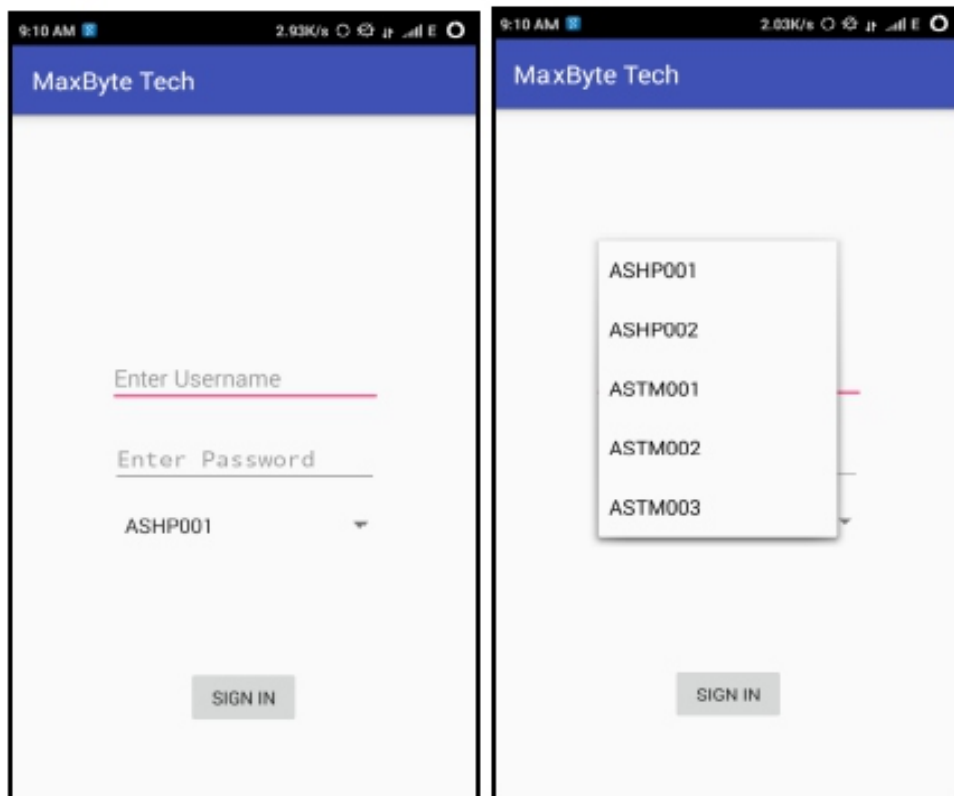 9:10 AM 2.93K/s E
MaxByte Tech
Enter Username
Enter Password
ASHP001
SIGN IN
9:10 AM 2.03K/s E
MaxByte Tech
ASHP001
ASHP002
ASTM001
ASTM002
ASTM003
SIGN IN